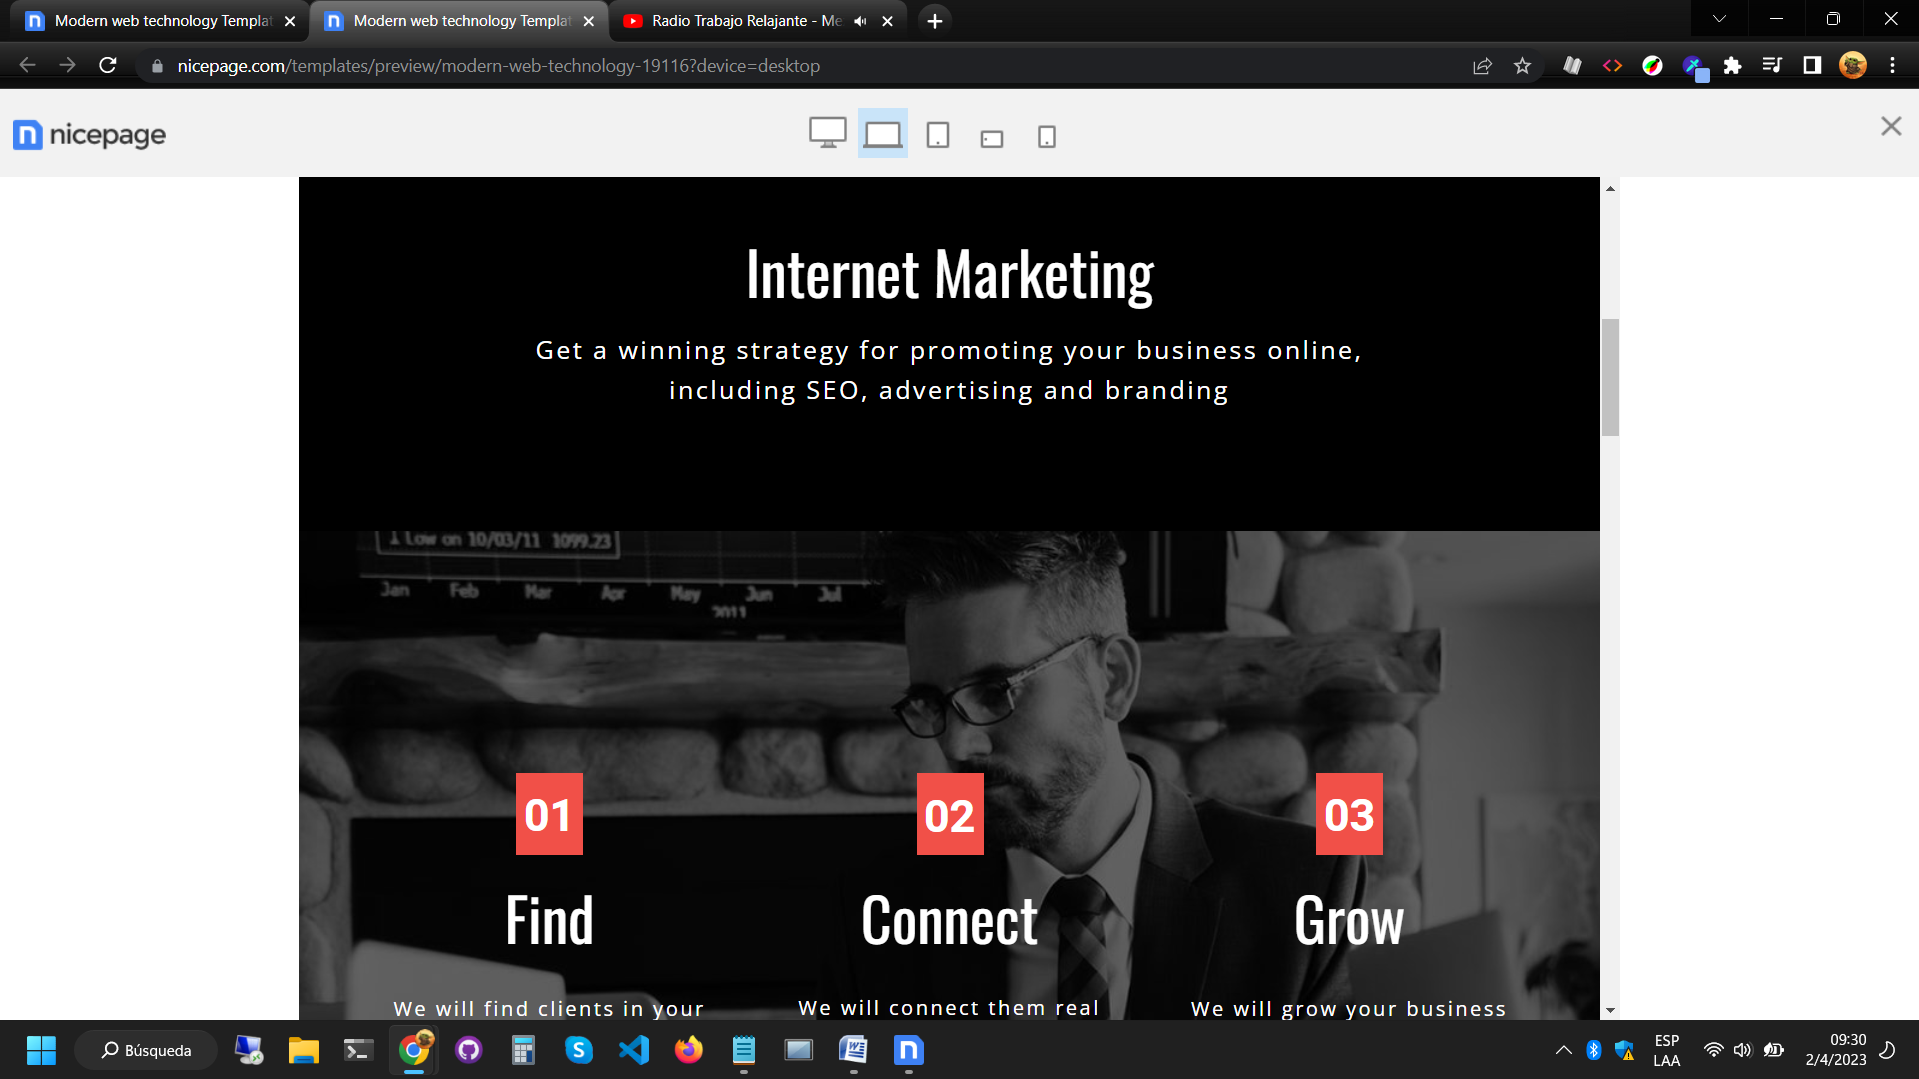 Modern web technology Templat
Modern web technology Templat
Radio Trabajo Relajante - Me
nicepage.com/templates/preview/modern-web-technology-19116?device=desktop
nicepage
Internet Marketing
Get a winning strategy for promoting your business online,
including SEO, advertising and branding
1 Low on 10/03/11 1099.23
Jan Feb Mar Apr May Jun Jul
2011
01
02
03
Find
Connect
Grow
We will find clients in your
We will connect them real
We will grow your business
Búsqueda
ESP
LAA
09:30
2/4/2023